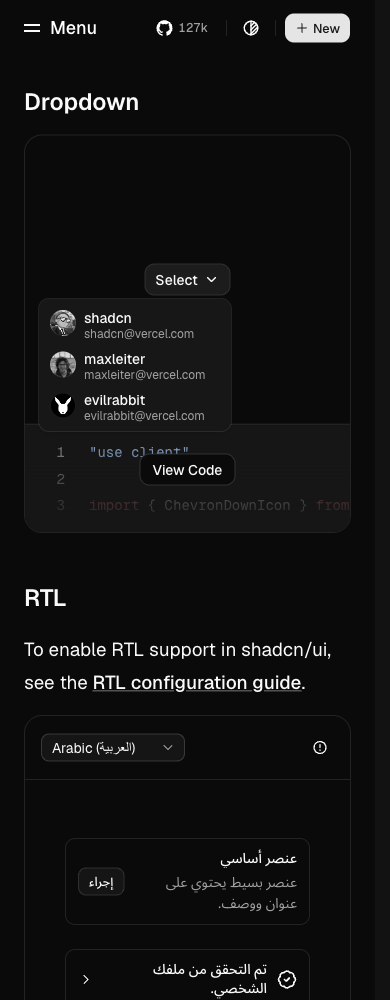 Menu
127k
New
Dropdown
Select
shadcn
shadcn@vercel.com
maxleiter
maxleiter@vercel.com
evilrabbit
evilrabbit@vercel.com
1 "use client"
View Code
2
3 import { ChevronDownIcon } from
RTL
To enable RTL support in shadcn/ui,
see the RTL configuration guide.
Arabic (العربية)
عنصر أساسي
عنصر بسيط يحتوي على
عنوان ووصف.
إجراء
تم التحقق من ملفك
الشخصي.